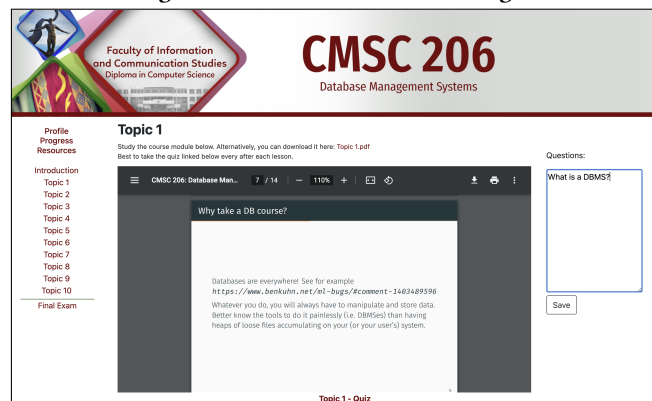 Faculty of Information
and Communication Studies
Diploma in Computer Science
CMSC 206
Database Management Systems
Profile
Progress
Resources
Introduction
Topic 1
Topic 2
Topic 3
Topic 4
Topic 5
Topic 6
Topic 7
Topic 8
Topic 9
Topic 10
Final Exam
Topic 1
Study the course module below. Alternatively, you can download it here: Topic 1.pdf
Best to take the quiz linked below every after each lesson.
CMSC 206: Database Man... 7 / 14 110%
Why take a DB course?
Databases are everywhere! See for example
https://www.benkuhn.net/ml-bugs/#comment-1403489596
Whatever you do, you will always have to manipulate and store data.
Better know the tools to do it painlessly (i.e. DBMSes) than having
heaps of loose files accumulating on your (or your user's) system.
Topic 1 - Quiz
Questions:
What is a DBMS?
Save